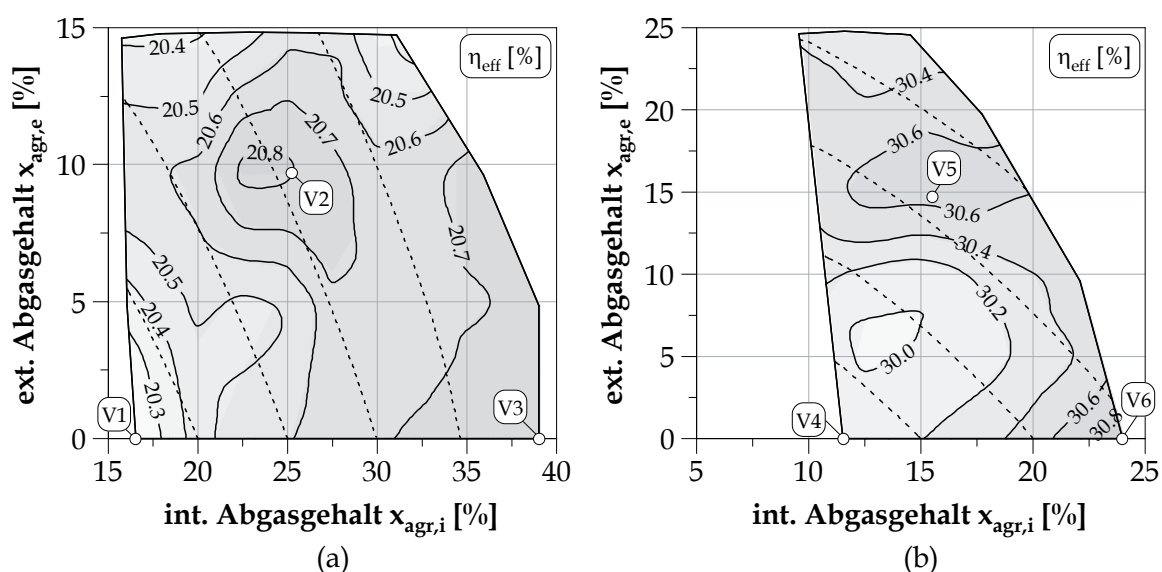 15
10
5
0
15
20
25
30
35
40
ext. Abgasgehalt x_agr,e [%]
int. Abgasgehalt x_agr,i [%]
η_eff [%]
20.4
20.5
20.6
20.7
20.8
20.5
20.6
20.7
20.5
20.4
20.3
V1
V2
V3
(a)
25
20
15
10
5
0
5
10
15
20
25
ext. Abgasgehalt x_agr,e [%]
int. Abgasgehalt x_agr,i [%]
η_eff [%]
30.4
30.6
30.6
30.4
30.2
30.0
30.6
30.8
V4
V5
V6
(b)